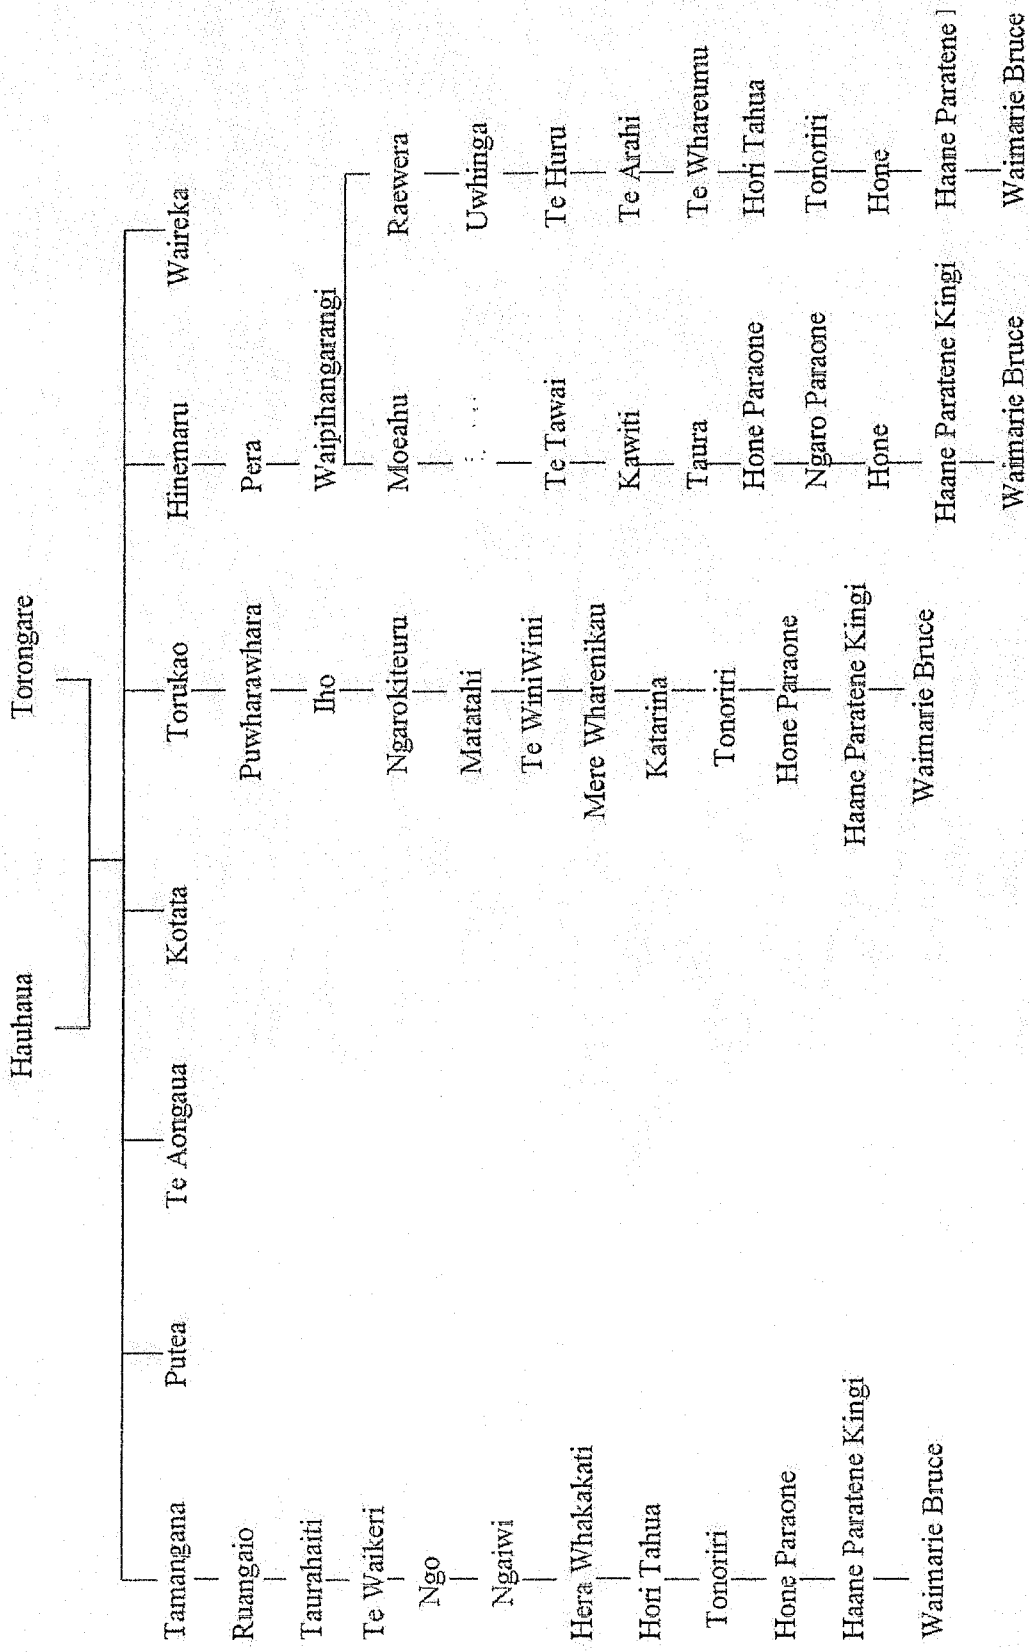 Hauhaua Torongare
Tamangana Putea Te Aongaua Kotata Torukao Hinemaru Waireka
Ruangaio Puwharawhara Pera
Taurahaiti Iho Waipihangarangi
Te Waikeri Ngarokiteuru Moeahu Raewera
Ngo Matatahi Uwhinga
Ngaiwi Te WiniWini Te Tawai Te Huru
Hera Whakakati Mere Wharenikau Kawiti Te Arahi
Hori Tahua Katarina Taura Te Whareumu
Tonoriri Tonoriri Hone Paraone Hori Tahua
Hone Paraone Hone Paraone Ngaro Paraone Tonoriri
Haane Paratene Kingi Haane Paratene Kingi Hone Hone
Waimarie Bruce Waimarie Bruce Haane Paratene Kingi Haane Paratene
Waimarie Bruce Waimarie Bruce